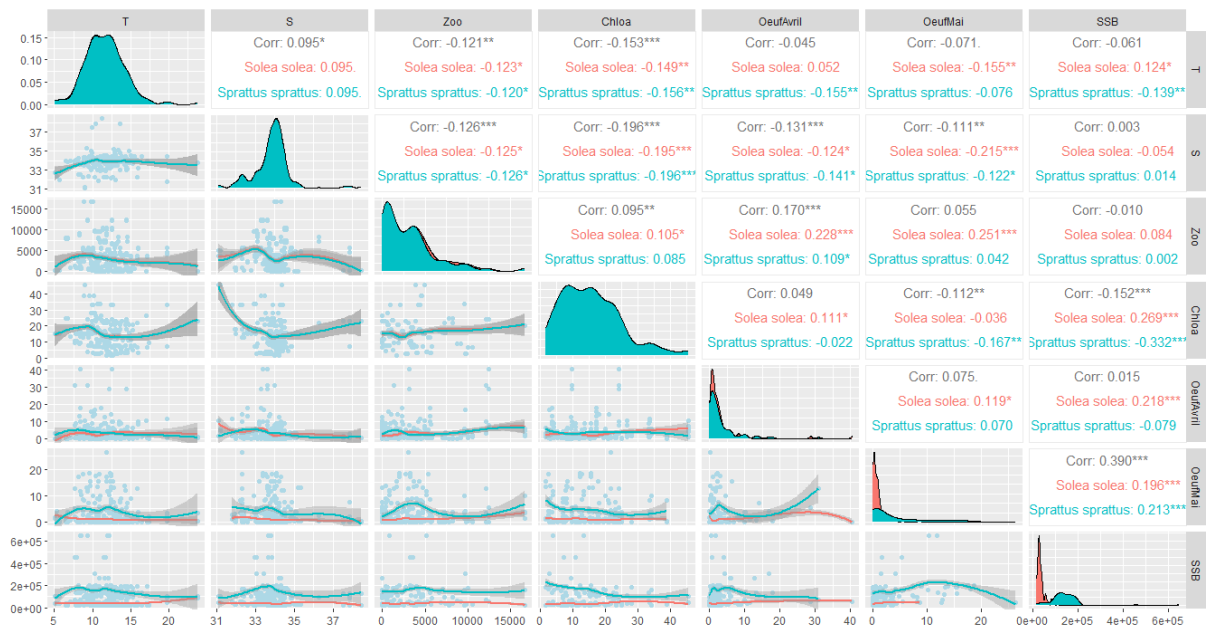 T S Zoo Chloa OeufAvril OeufMai SSB
0.15
0.10
0.05
0.00
Corr: 0.095*
Solea solea: 0.095.
Sprattus sprattus: 0.095.
Corr: -0.121**
Solea solea: -0.123*
Sprattus sprattus: -0.120*
Corr: -0.153***
Solea solea: -0.149**
Sprattus sprattus: -0.156**
Corr: -0.045
Solea solea: 0.052
Sprattus sprattus: -0.155**
Corr: -0.071.
Solea solea: -0.155**
Sprattus sprattus: -0.076
Corr: -0.061
Solea solea: 0.124*
Sprattus sprattus: -0.139**
T
37
35
33
31
Corr: -0.126***
Solea solea: -0.125*
Sprattus sprattus: -0.126*
Corr: -0.196***
Solea solea: -0.195***
Sprattus sprattus: -0.196***
Corr: -0.131***
Solea solea: -0.124*
Sprattus sprattus: -0.141*
Corr: -0.111**
Solea solea: -0.215***
Sprattus sprattus: -0.122*
Corr: 0.003
Solea solea: -0.054
Sprattus sprattus: 0.014
S
15000
10000
5000
0
Corr: 0.095**
Solea solea: 0.105*
Sprattus sprattus: 0.085
Corr: 0.170***
Solea solea: 0.228***
Sprattus sprattus: 0.109*
Corr: 0.055
Solea solea: 0.251***
Sprattus sprattus: 0.042
Corr: -0.010
Solea solea: 0.084
Sprattus sprattus: 0.002
Zoo
40
30
20
10
0
Corr: 0.049
Solea solea: 0.111*
Sprattus sprattus: -0.022
Corr: -0.112**
Solea solea: -0.036
Sprattus sprattus: -0.167**
Corr: -0.152***
Solea solea: 0.269***
Sprattus sprattus: -0.332***
Chloa
40
30
20
10
0
Corr: 0.075.
Solea solea: 0.119*
Sprattus sprattus: 0.070
Corr: 0.015
Solea solea: 0.218***
Sprattus sprattus: -0.079
OeufAvril
20
10
0
Corr: 0.390***
Solea solea: 0.196***
Sprattus sprattus: 0.213***
OeufMai
6e+05
4e+05
2e+05
0e+00
SSB
5 10 15 20 31 33 35 37 0 5000 10000 15000 0 10 20 30 40 0 10 20 30 40 0 10 20 0e+00 2e+05 4e+05 6e+05